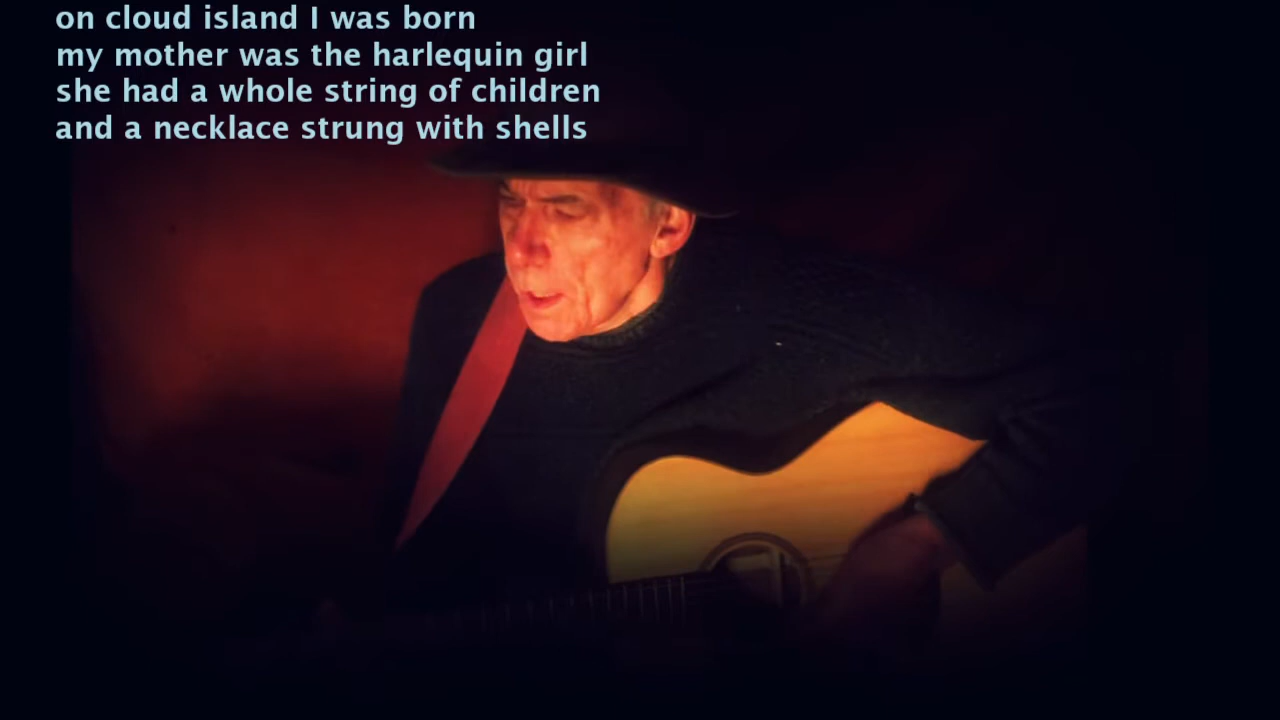 on cloud island I was born
my mother was the harlequin girl
she had a whole string of children
and a necklace strung with shells